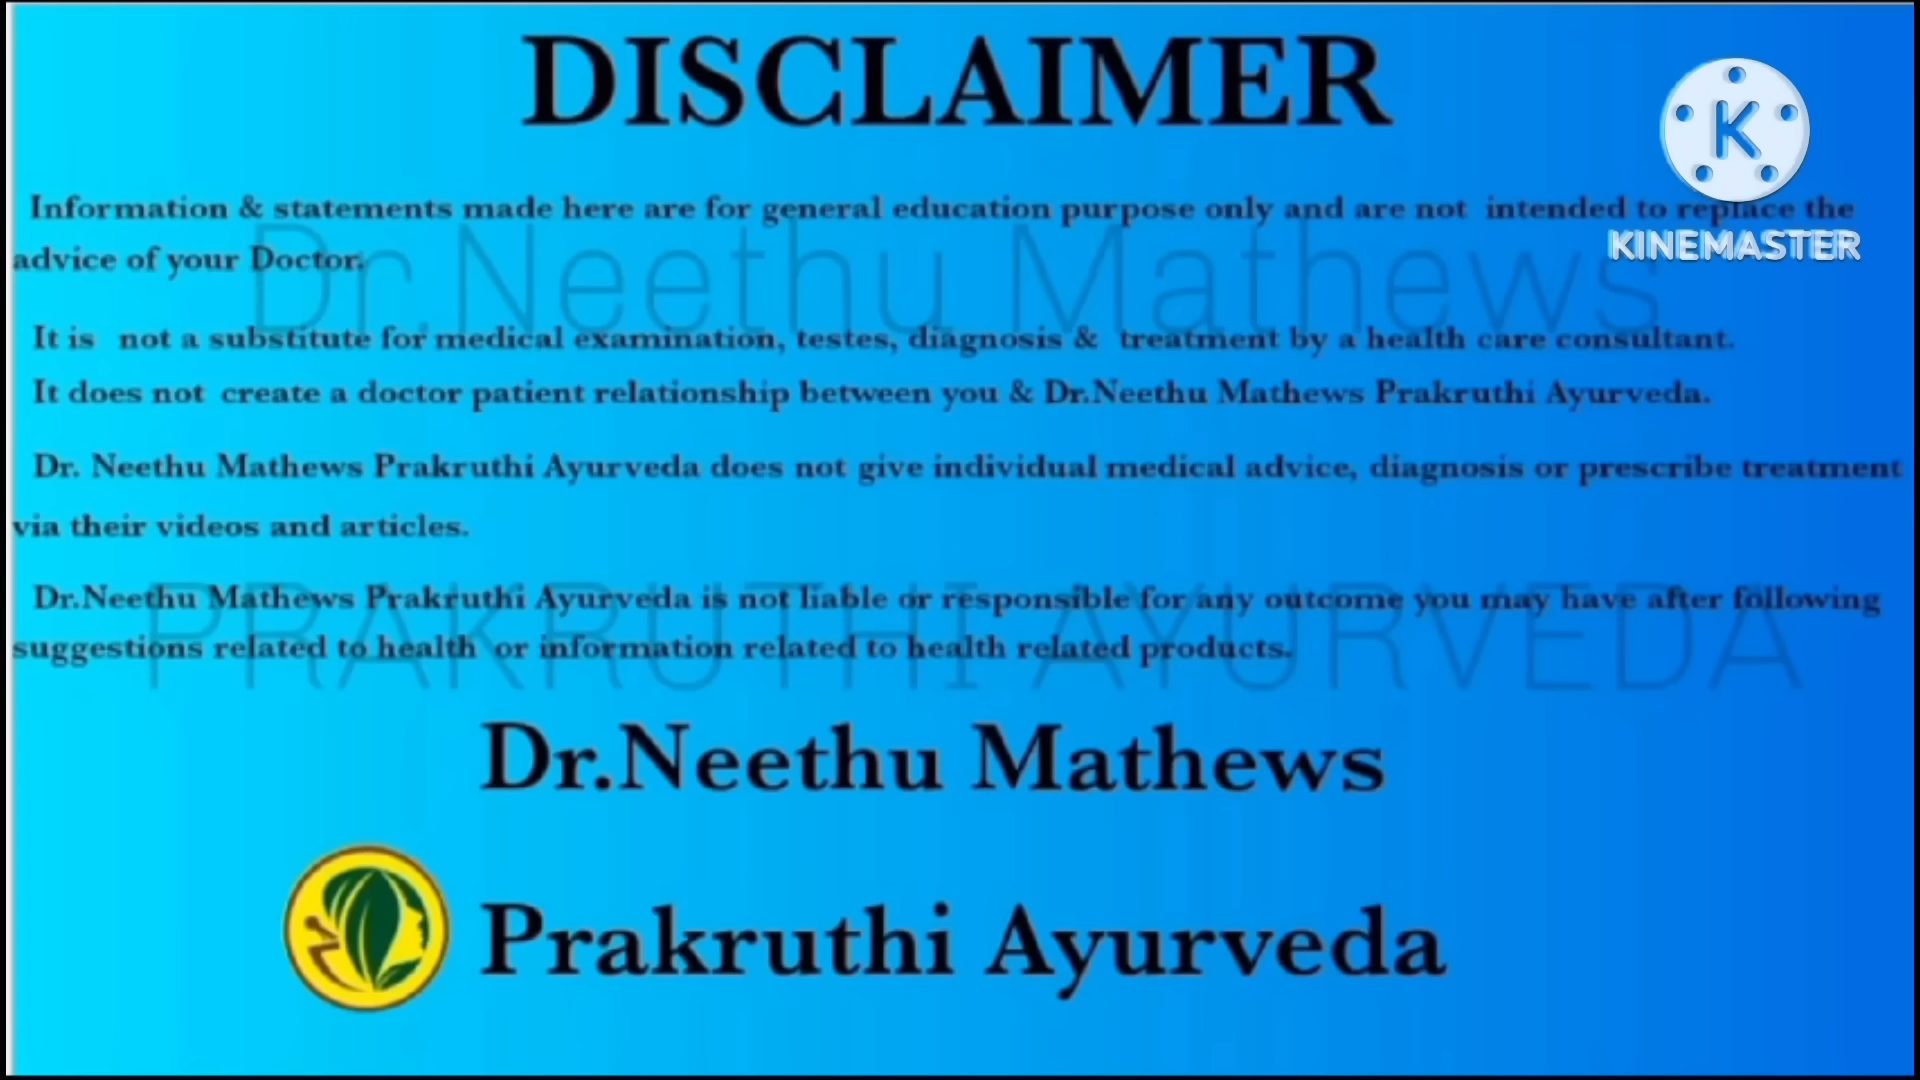 DISCLAIMER
Information & statements made here are for general education purpose only and are not intended to replace the
advice of your Doctor.
It is not a substitute for medical examination, testes, diagnosis & treatment by a health care consultant.
It does not create a doctor patient relationship between you & Dr.Neethu Mathews Prakruthi Ayurveda.
Dr. Neethu Mathews Prakruthi Ayurveda does not give individual medical advice, diagnosis or prescribe treatment
via their videos and articles.
Dr.Neethu Mathews Prakruthi Ayurveda is not liable or responsible for any outcome you may have after following
suggestions related to health or information related to health related products.
Dr.Neethu Mathews
Prakruthi Ayurveda
Dr.Neethu Mathews
PRAKRUTHI AYURVEDA
K
KINEMASTER